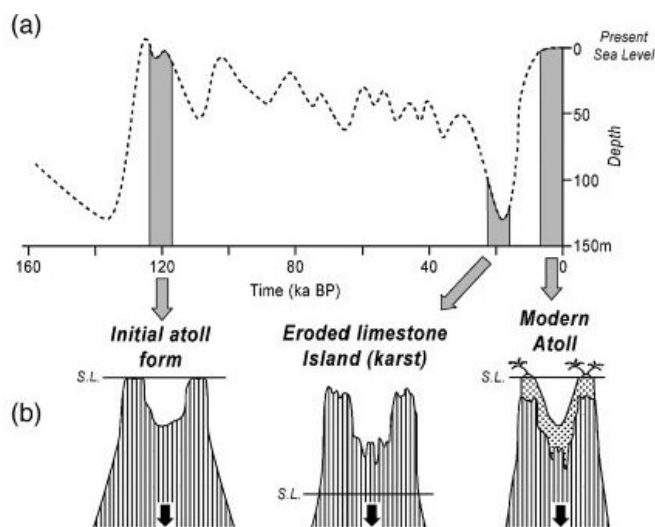 (a)
Present
Sea Level
0
50
100
150m
Depth
160
120
80
40
0
Time (ka BP)
Initial atoll
form
Eroded limestone
Island (karst)
Modern
Atoll
(b)
S.L.
S.L.
S.L.